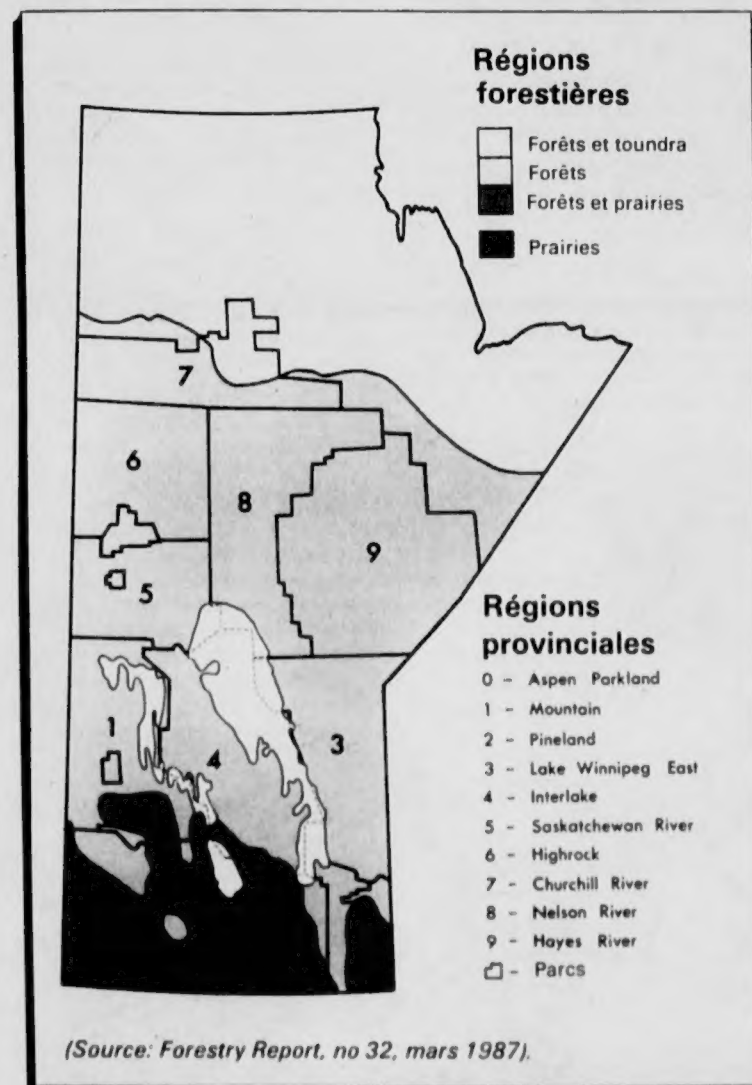 Régions
forestières
Forêts et toundra
Forêts
Forêts et prairies
Prairies
7
6
8
9
5
1
4
3
Régions
provinciales
0 - Aspen Parkland
1 - Mountain
2 - Pineland
3 - Lake Winnipeg East
4 - Interlake
5 - Saskatchewan River
6 - Highrock
7 - Churchill River
8 - Nelson River
9 - Hayes River
- Parcs
(Source: Forestry Report, no 32, mars 1987).